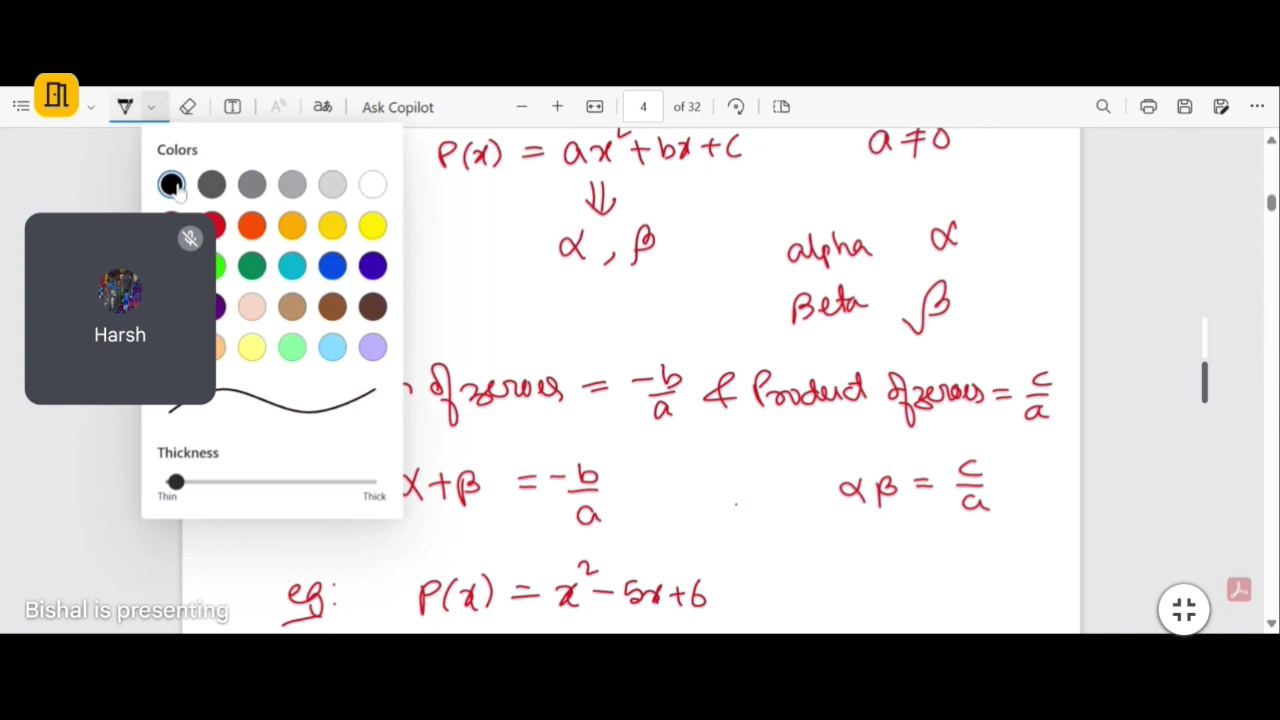 Ask Copilot 4 of 32
Colors
P(x) = ax² + bx + c a ≠ 0
α , β alpha α
Beta β
Harsh
of zeroes = -b/a & Product of zeroes = c/a
Thickness
Thin Thick
α + β = -b/a αβ = c/a
eg: P(x) = x² - 5x + 6
Bishal is presenting